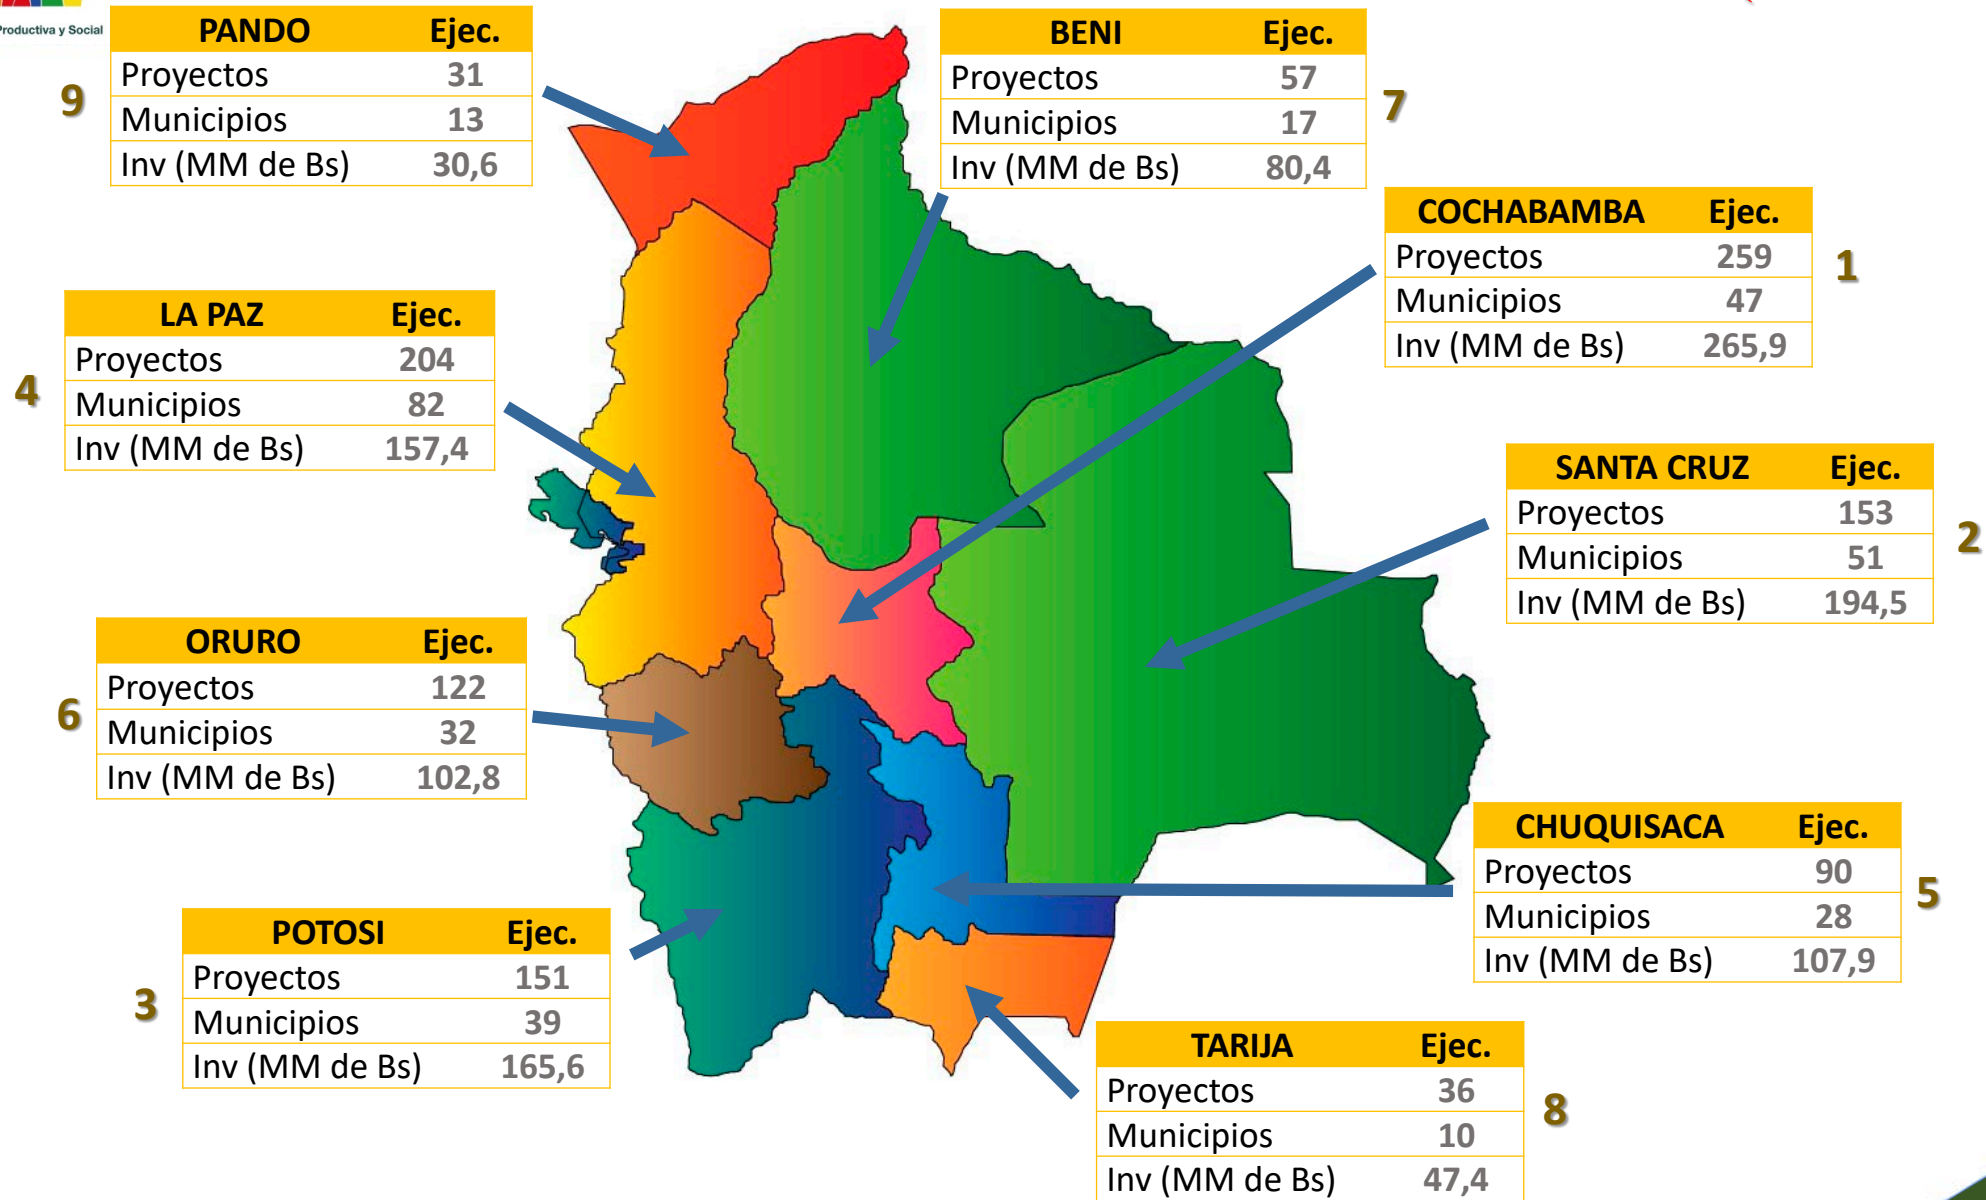 Productiva y Social
PANDO Ejec.
Proyectos 31
Municipios 13
Inv (MM de Bs) 30,6
9
BENI Ejec.
Proyectos 57
Municipios 17
Inv (MM de Bs) 80,4
7
COCHABAMBA Ejec.
Proyectos 259
Municipios 47
Inv (MM de Bs) 265,9
1
LA PAZ Ejec.
Proyectos 204
Municipios 82
Inv (MM de Bs) 157,4
4
SANTA CRUZ Ejec.
Proyectos 153
Municipios 51
Inv (MM de Bs) 194,5
2
ORURO Ejec.
Proyectos 122
Municipios 32
Inv (MM de Bs) 102,8
6
CHUQUISACA Ejec.
Proyectos 90
Municipios 28
Inv (MM de Bs) 107,9
5
POTOSI Ejec.
Proyectos 151
Municipios 39
Inv (MM de Bs) 165,6
3
TARIJA Ejec.
Proyectos 36
Municipios 10
Inv (MM de Bs) 47,4
8